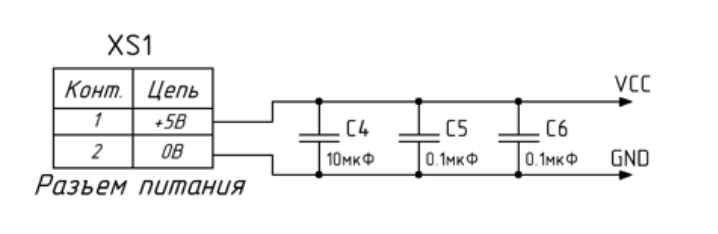 XS1
Конт. Цепь
1 +5В
2 0В
Разъем питания
C4
10мкФ
C5
0.1мкФ
C6
0.1мкФ
VCC
GND